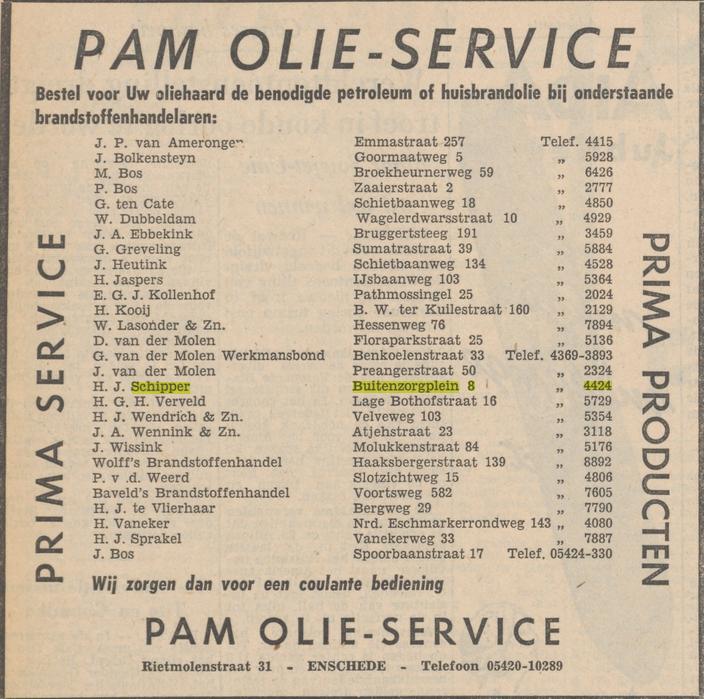 PAM OLIE-SERVICE
Bestel voor Uw oliehaard de benodigde petroleum of huisbrandolie bij onderstaande
brandstoffenhandelaren:
J. P. van Amerongen Emmastraat 257 Telef. 4415
J. Bolkensteyn Goormaatweg 5 „ 5928
M. Bos Broekheurnerweg 59 „ 6426
P. Bos Zaaierstraat 2 „ 2777
G. ten Cate Schietbaanweg 18 „ 4850
W. Dubbeldam Wagelerdwarsstraat 10 „ 4929
J. A. Ebbekink Bruggertsteeg 191 „ 3459
G. Greveling Sumatrastraat 39 „ 5884
J. Heutink Schietbaanweg 134 „ 4528
H. Jaspers IJsbaanweg 103 „ 5364
E. G. J. Kollenhof Pathmossingel 25 „ 2024
H. Kooij B. W. ter Kuilestraat 160 „ 2129
W. Lasonder & Zn. Hessenweg 76 „ 7894
D. van der Molen Floraparkstraat 25 „ 5136
G. van der Molen Werkmansbond Benkoelenstraat 33 Telef. 4369-3893
J. van der Molen Preangerstraat 50 „ 2324
H. J. Schipper Buitenzorgplein 8 „ 4424
H. G. H. Verveld Lage Bothofstraat 16 „ 5729
H. J. Wendrich & Zn. Velveweg 103 „ 5354
J. A. Wennink & Zn. Atjehstraat 23 „ 3118
J. Wissink Molukkenstraat 84 „ 5176
Wolff's Brandstoffenhandel Haaksbergerstraat 139 „ 8892
P. v .d. Weerd Slotzichtweg 15 „ 4806
Baveld's Brandstoffenhandel Voortsweg 582 „ 7605
H. J. te Vlierhaar Bergweg 29 „ 7790
H. Vaneker Nrd. Eschmarkerrondweg 143 „ 4080
H. J. Sprakel Vanekerweg 33 „ 7887
J. Bos Spoorbaanstraat 17 Telef. 05424-330
PRIMA SERVICE
PRIMA PRODUCTEN
Wij zorgen dan voor een coulante bediening
PAM OLIE-SERVICE
Rietmolenstraat 31 - ENSCHEDE - Telefoon 05420-10289